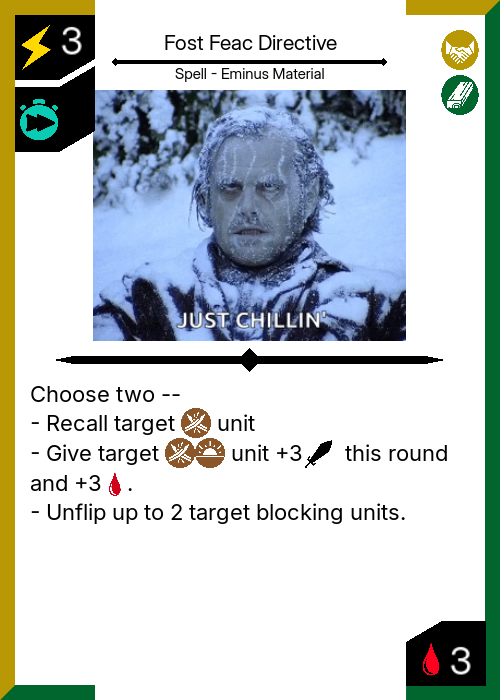 3
Fost Feac Directive
Spell - Eminus Material
JUST CHILLIN'
Choose two --
- Recall target unit
- Give target unit +3 this round
and +3 .
- Unflip up to 2 target blocking units.
3